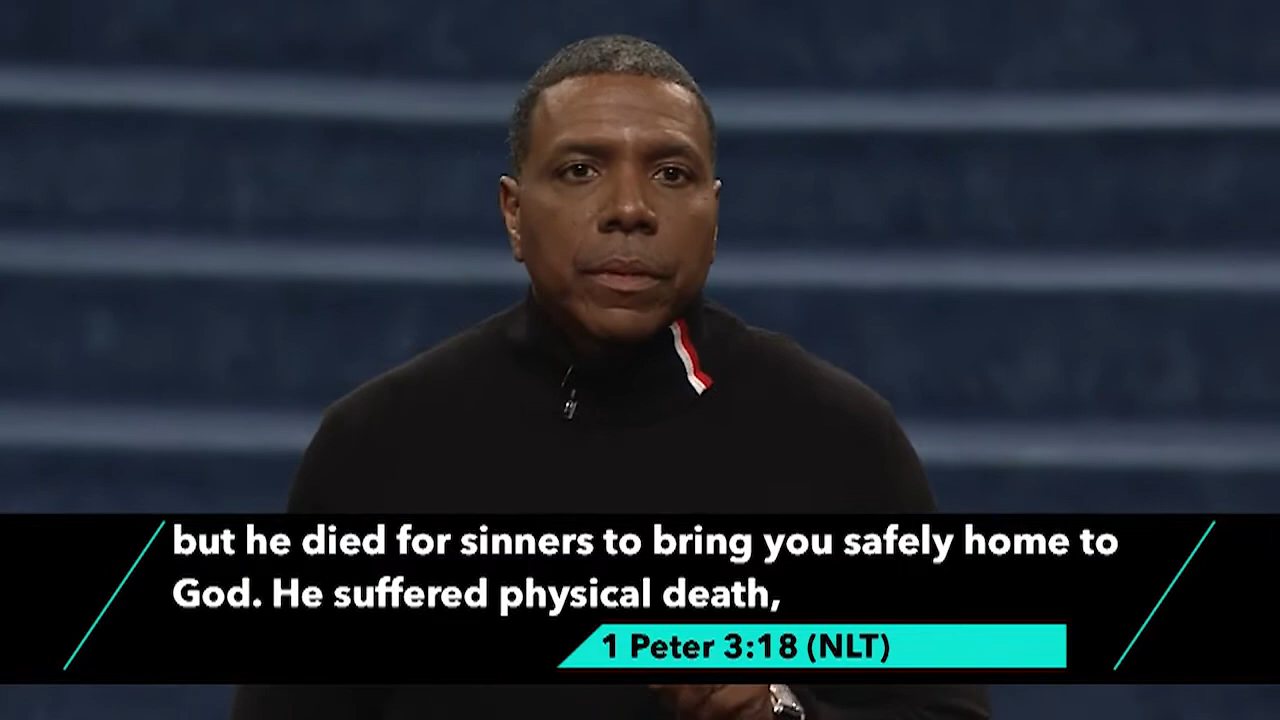 but he died for sinners to bring you safely home to
God. He suffered physical death,
1 Peter 3:18 (NLT)